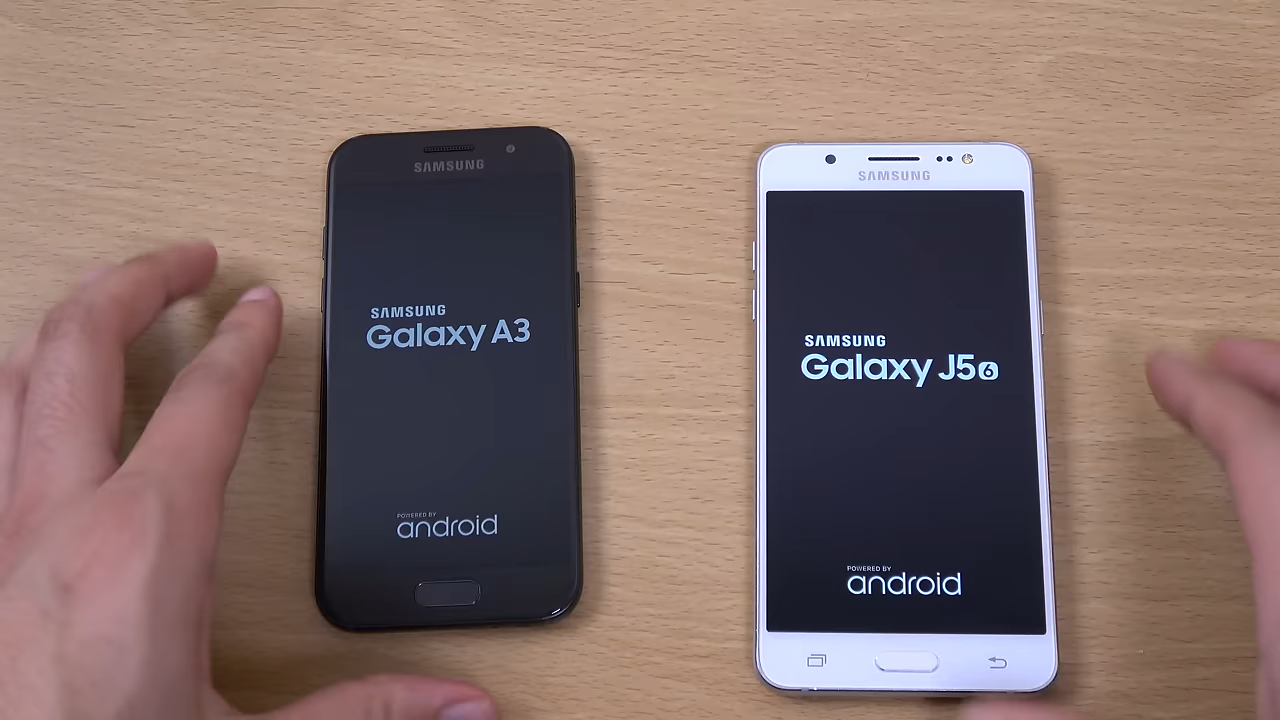 SAMSUNG
SAMSUNG
Galaxy A3
POWERED BY
android
SAMSUNG
SAMSUNG
Galaxy J5 6
POWERED BY
android